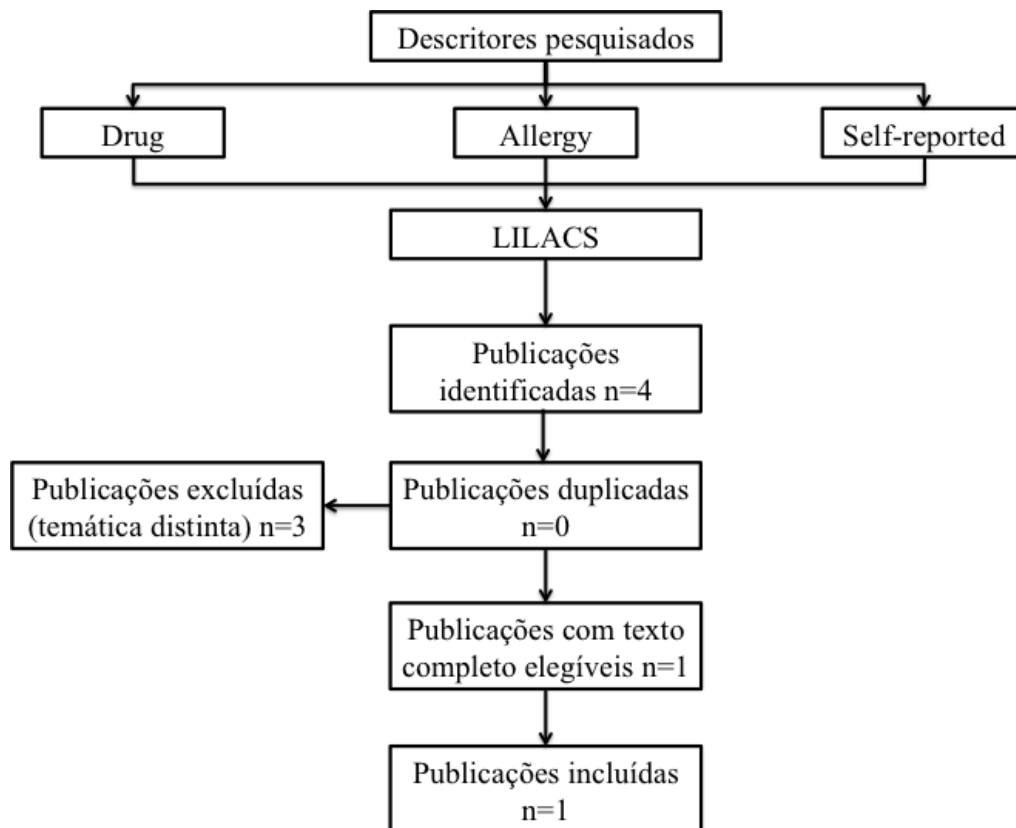 Descritores pesquisados
Drug
Allergy
Self-reported
LILACS
Publicações
identificadas n=4
Publicações excluídas
(temática distinta) n=3
Publicações duplicadas
n=0
Publicações com texto
completo elegíveis n=1
Publicações incluídas
n=1